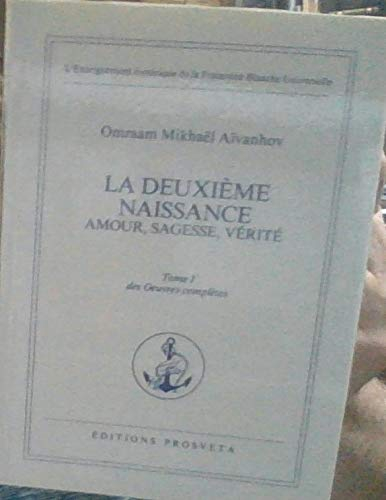 L'Enseignement ésotérique de la Fraternité Blanche Universelle
Omraam Mikhaël Aïvanhov
LA DEUXIÈME
NAISSANCE
AMOUR, SAGESSE, VÉRITÉ
Tome I
des Oeuvres complètes
ÉDITIONS PROSVETA